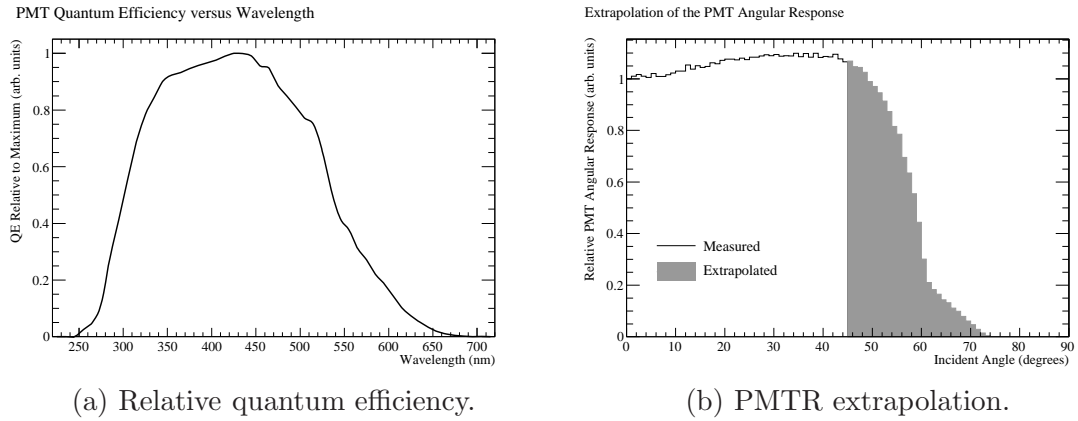 PMT Quantum Efficiency versus Wavelength
QE Relative to Maximum (arb. units)
1
0.8
0.6
0.4
0.2
0
250 300 350 400 450 500 550 600 650 700
Wavelength (nm)
(a) Relative quantum efficiency.
Extrapolation of the PMT Angular Response
Relative PMT Angular Response (arb. units)
1
0.8
0.6
0.4
0.2
0
Measured
Extrapolated
0 10 20 30 40 50 60 70 80 90
Incident Angle (degrees)
(b) PMTR extrapolation.